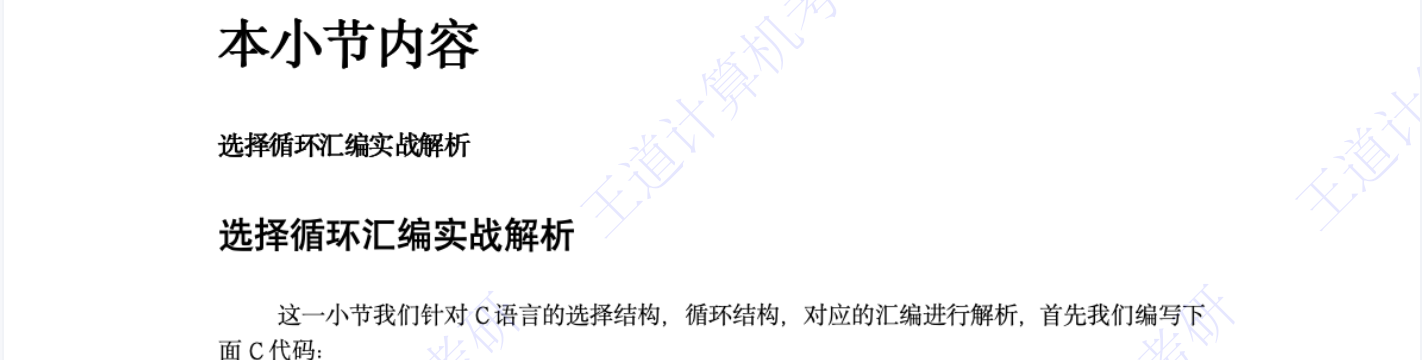 本小节内容
选择循环汇编实战解析
选择循环汇编实战解析
这一小节我们针对 C 语言的选择结构，循环结构，对应的汇编进行解析，首先我们编写下
面 C 代码：
王道计算机考
王道计
考研
考研